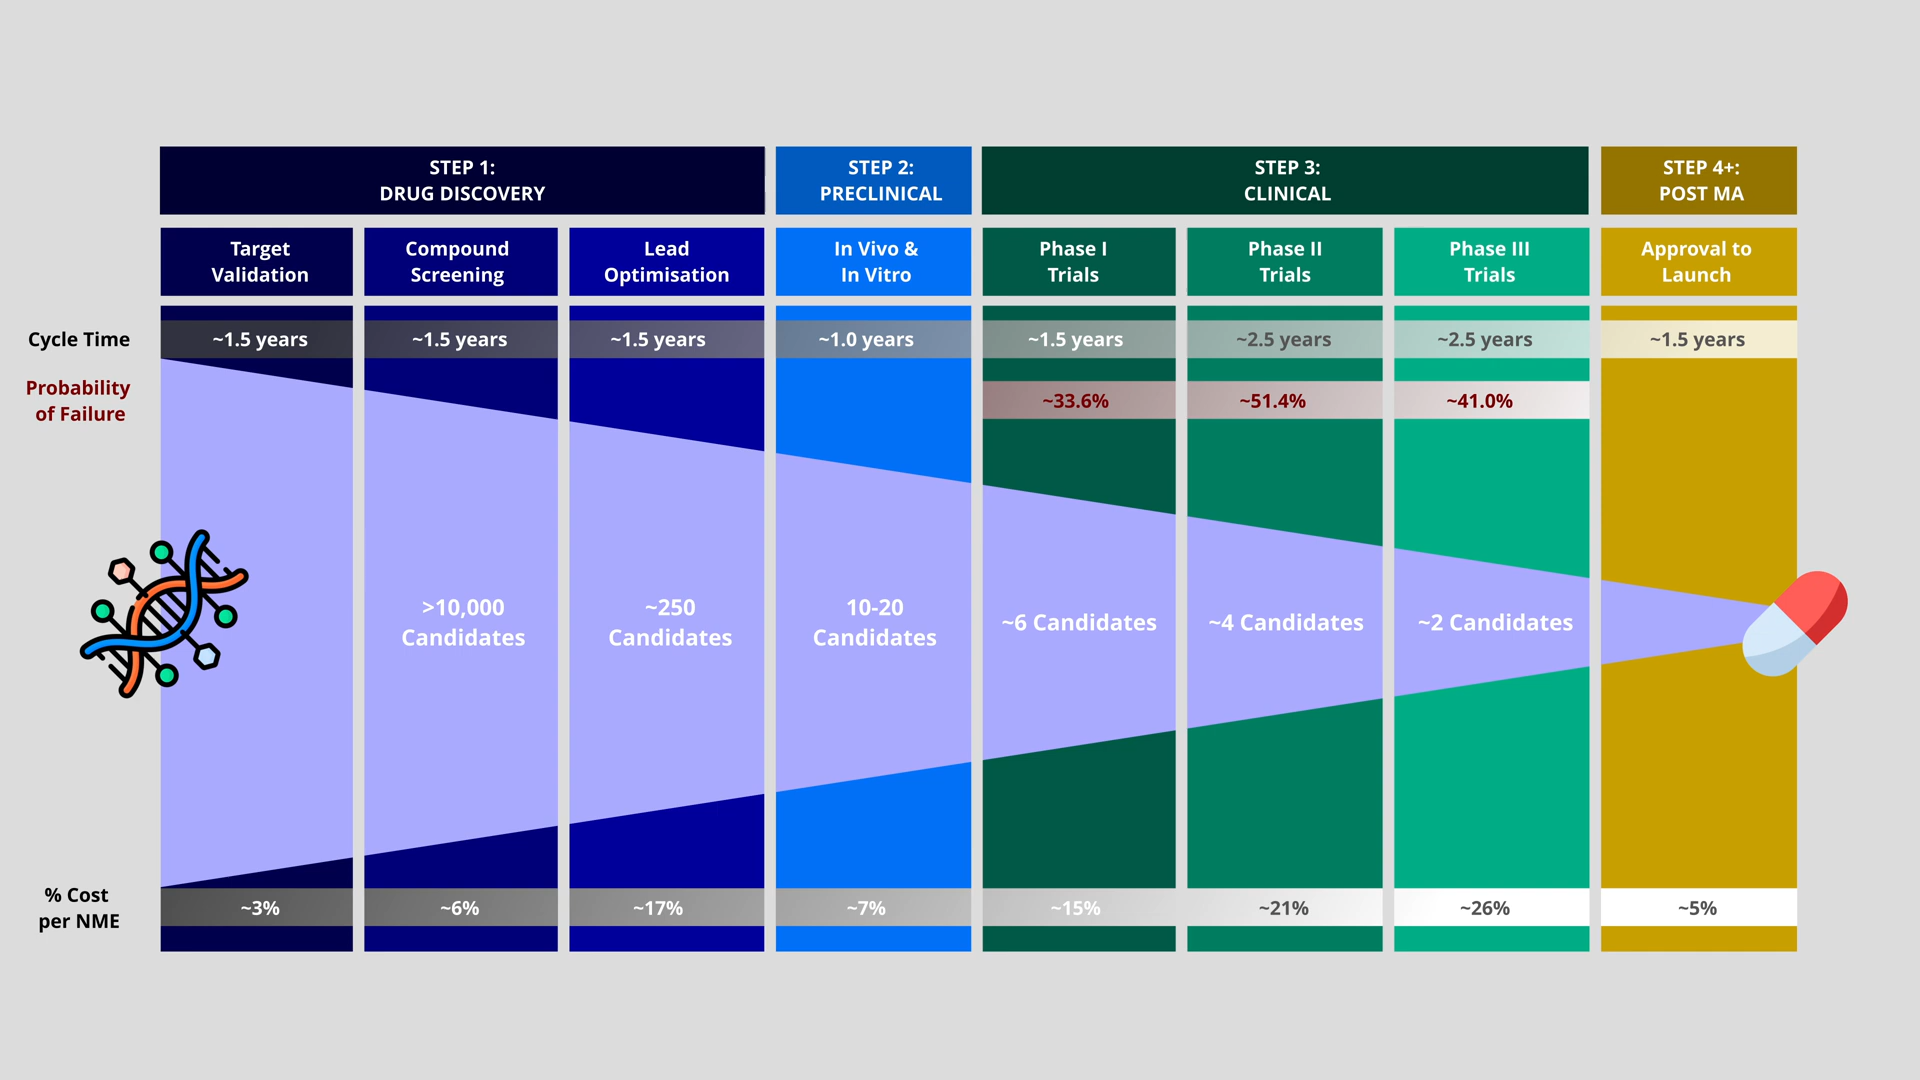 STEP 1:
DRUG DISCOVERY
STEP 2:
PRECLINICAL
STEP 3:
CLINICAL
STEP 4+:
POST MA
Target
Validation
Compound
Screening
Lead
Optimisation
In Vivo &
In Vitro
Phase I
Trials
Phase II
Trials
Phase III
Trials
Approval to
Launch
Cycle Time
~1.5 years
~1.5 years
~1.5 years
~1.0 years
~1.5 years
~2.5 years
~2.5 years
~1.5 years
Probability
of Failure
~33.6%
~51.4%
~41.0%
>10,000
Candidates
~250
Candidates
10-20
Candidates
~6 Candidates
~4 Candidates
~2 Candidates
% Cost
per NME
~3%
~6%
~17%
~7%
~15%
~21%
~26%
~5%